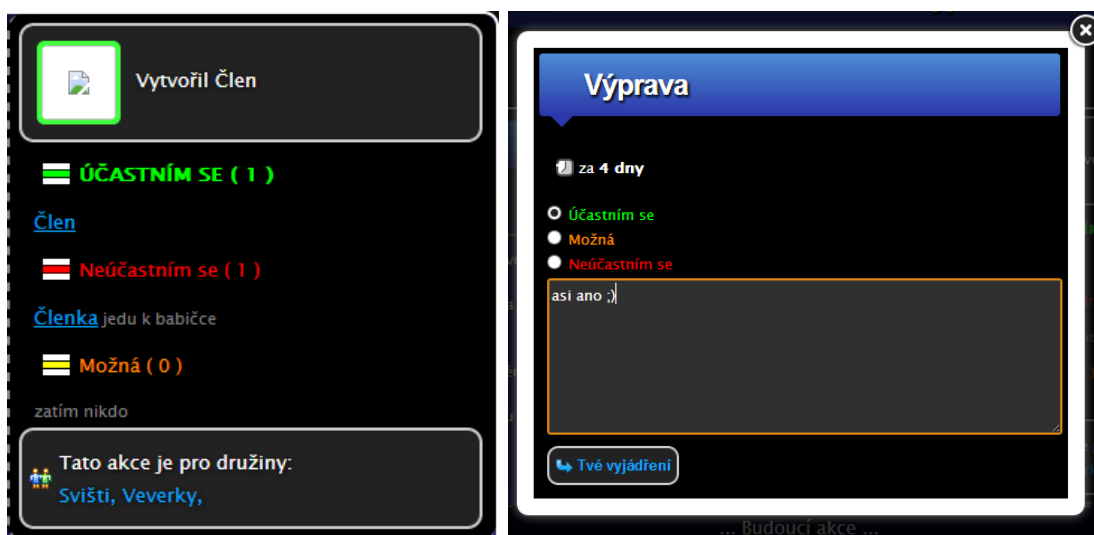 Vytvořil Člen
ÚČASTNÍM SE ( 1 )
Člen
Neúčastním se ( 1 )
Členka jedu k babičce
Možná ( 0 )
zatím nikdo
Tato akce je pro družiny:
Svišti, Veverky,
Výprava
za 4 dny
Účastním se
Možná
Neúčastním se
asi ano ;)
Tvé vyjádření
... Budoucí akce ...